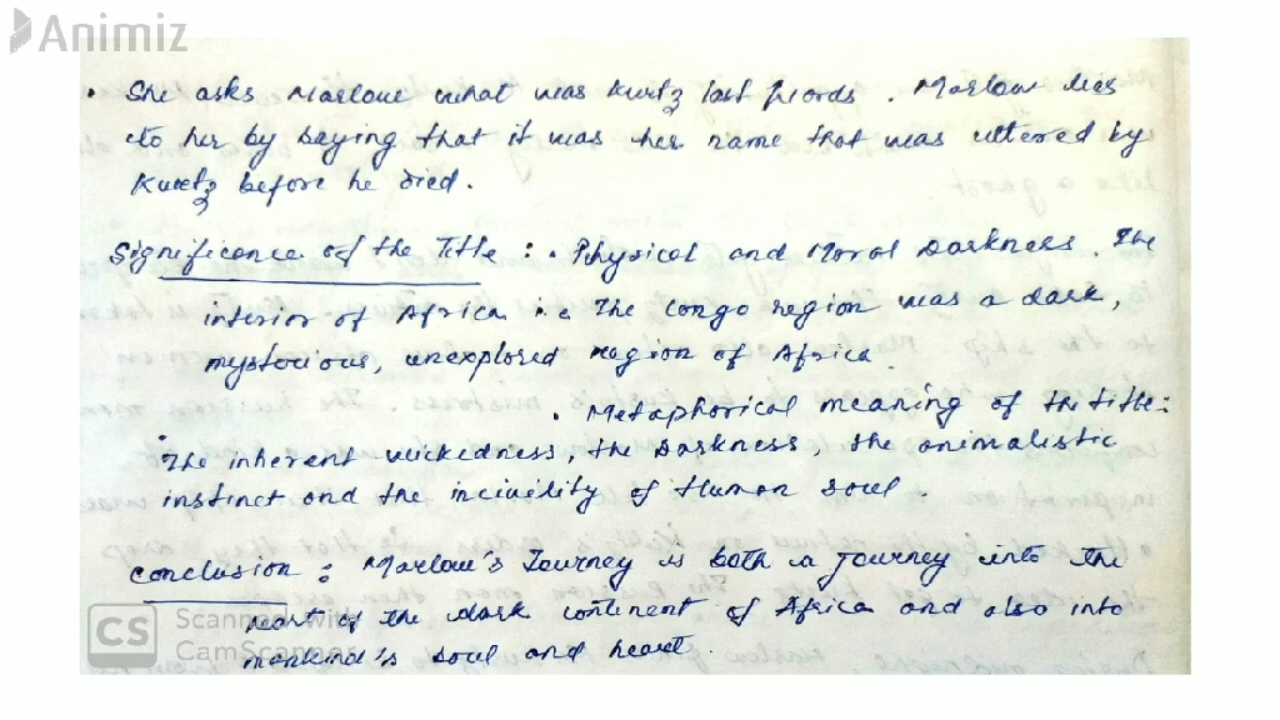 Animiz
• She asks Marlowe what was Kurtz last words. Marlow lies
to her by saying that it was her name that was uttered by
Kurtz before he died.
Significance of the Title : • Physical and Moral Darkness. The
interior of Africa i.e The Congo region was a dark,
mysterious, unexplored region of Africa.
• Metaphorical meaning of the title:
The inherent wickedness, the Darkness, the animalistic
instinct and the incivility of Human soul.
Conclusion : Marlow's Journey is both a journey into the
heart of the dark continent of Africa and also into
mankind's soul and heart.
CS Scanned with
CamScanner